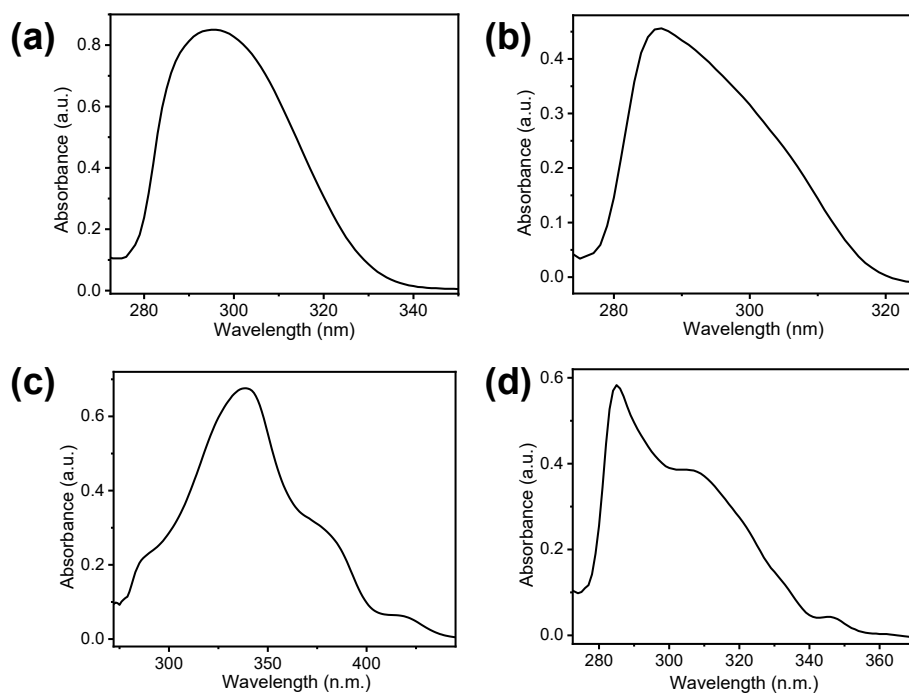 (a)
0.8
0.6
0.4
0.2
0.0
Absorbance (a.u.)
280 300 320 340
Wavelength (nm)
(b)
0.4
0.3
0.2
0.1
0.0
Absorbance (a.u.)
280 300 320
Wavelength (nm)
(c)
0.6
0.4
0.2
0.0
Absorbance (a.u.)
300 350 400
Wavelength (n.m.)
(d)
0.6
0.4
0.2
0.0
Absorbance (a.u.)
280 300 320 340 360
Wavelength (n.m.)